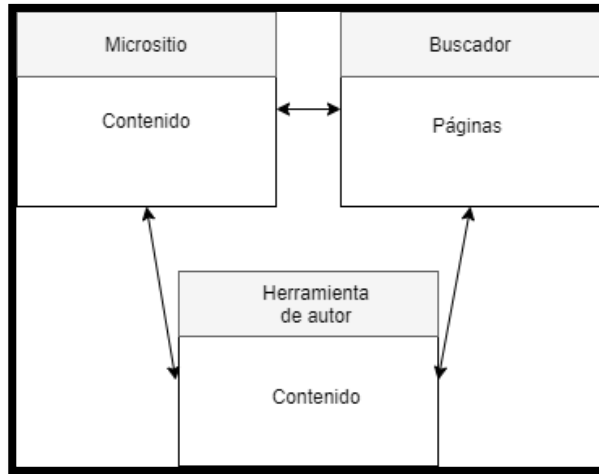 Micrositio
Contenido
Buscador
Páginas
Herramienta
de autor
Contenido